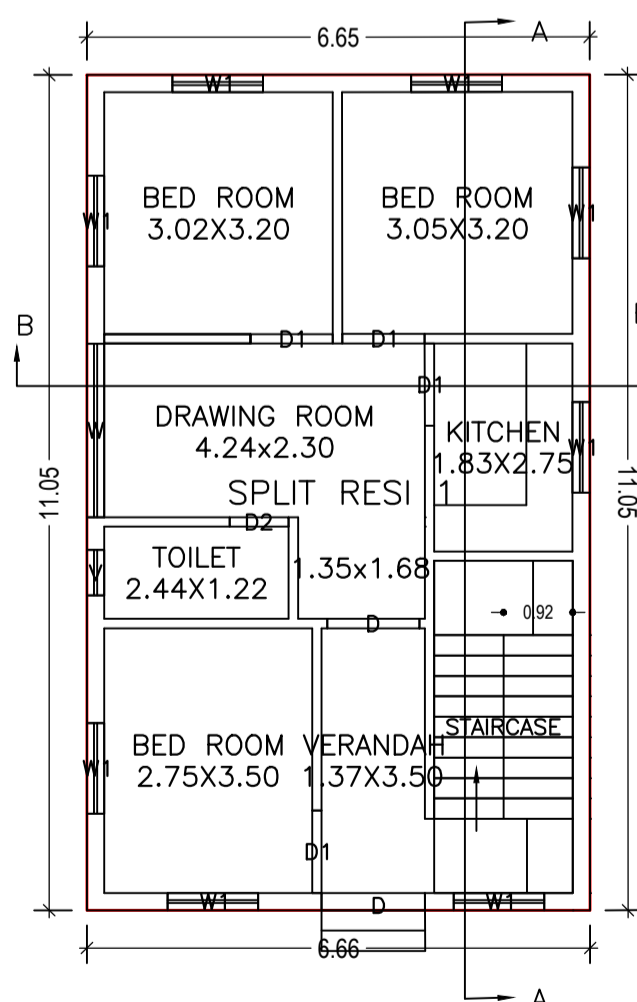 A
6.65
W1
W1
BED ROOM
3.02X3.20
BED ROOM
3.05X3.20
W1
W1
B
D1
D1
D1
DRAWING ROOM
4.24x2.30
W
KITCHEN
1.83X2.75
W1
SPLIT RESI 1
11.05
11.05
D2
TOILET
2.44X1.22
V
1.35x1.68
0.92
D
STAIRCASE
BED ROOM
2.75X3.50
VERANDAH
1.37X3.50
W1
D1
W1
D
W1
6.66
A